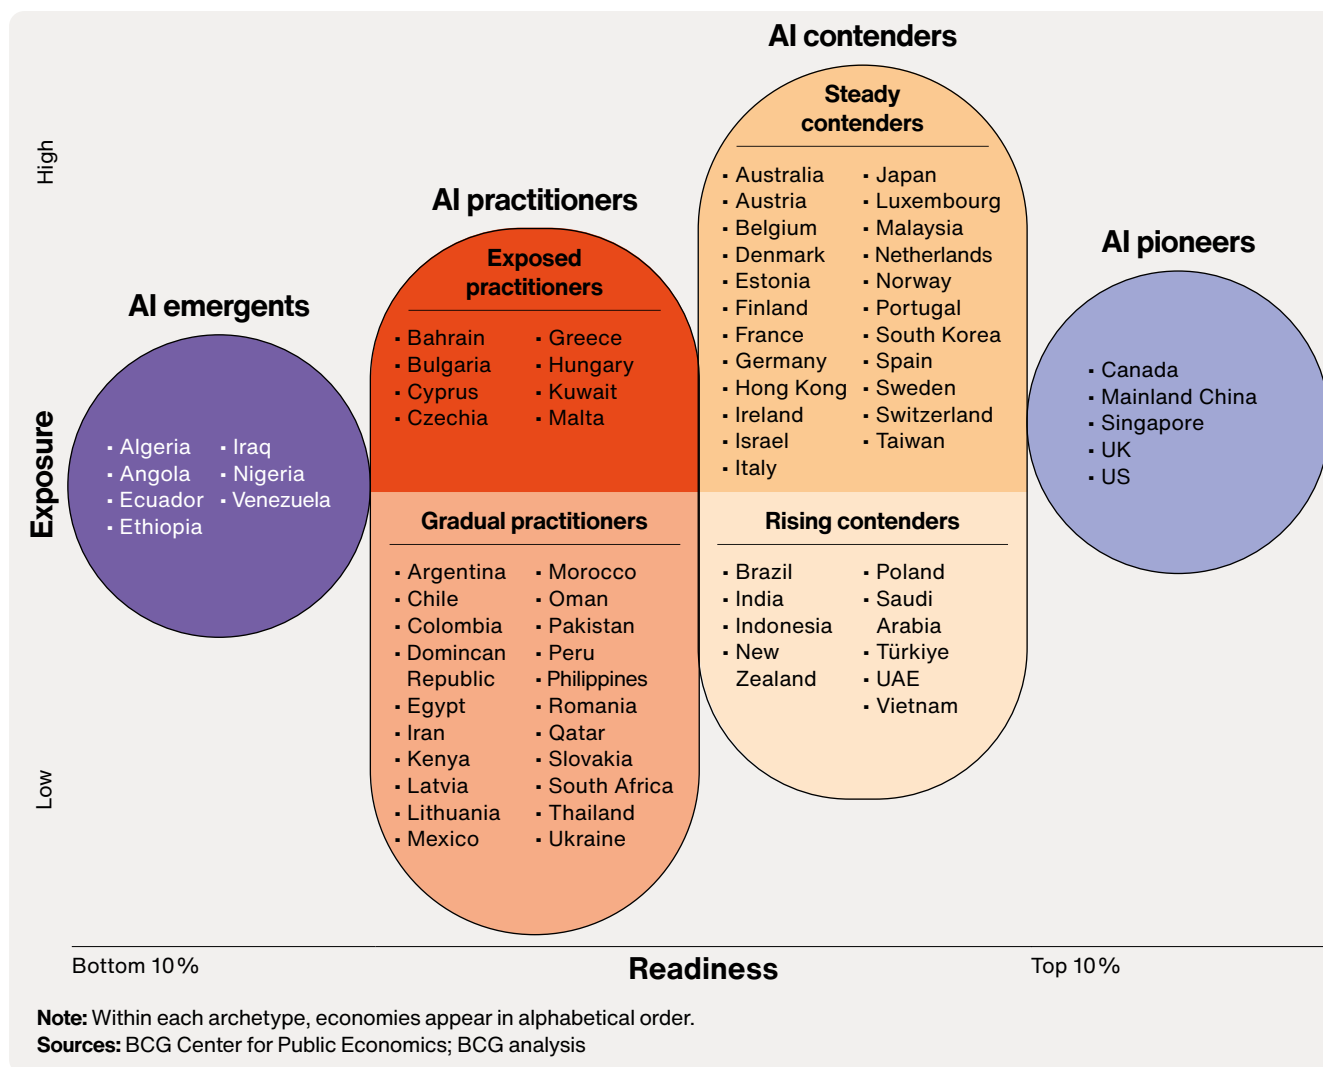 AI contenders
Steady
contenders
▪ Australia
▪ Austria
▪ Belgium
▪ Denmark
▪ Estonia
▪ Finland
▪ France
▪ Germany
▪ Hong Kong
▪ Ireland
▪ Israel
▪ Italy
▪ Japan
▪ Luxembourg
▪ Malaysia
▪ Netherlands
▪ Norway
▪ Portugal
▪ South Korea
▪ Spain
▪ Sweden
▪ Switzerland
▪ Taiwan
Rising contenders
▪ Brazil
▪ India
▪ Indonesia
▪ New
Zealand
▪ Poland
▪ Saudi
Arabia
▪ Türkiye
▪ UAE
▪ Vietnam
AI practitioners
Exposed
practitioners
▪ Bahrain
▪ Bulgaria
▪ Cyprus
▪ Czechia
▪ Greece
▪ Hungary
▪ Kuwait
▪ Malta
Gradual practitioners
▪ Argentina
▪ Chile
▪ Colombia
▪ Domincan
Republic
▪ Egypt
▪ Iran
▪ Kenya
▪ Latvia
▪ Lithuania
▪ Mexico
▪ Morocco
▪ Oman
▪ Pakistan
▪ Peru
▪ Philippines
▪ Romania
▪ Qatar
▪ Slovakia
▪ South Africa
▪ Thailand
▪ Ukraine
AI pioneers
▪ Canada
▪ Mainland China
▪ Singapore
▪ UK
▪ US
AI emergents
▪ Algeria
▪ Angola
▪ Ecuador
▪ Ethiopia
▪ Iraq
▪ Nigeria
▪ Venezuela
High
Exposure
Low
Bottom 10%
Readiness
Top 10%
Note: Within each archetype, economies appear in alphabetical order.
Sources: BCG Center for Public Economics; BCG analysis